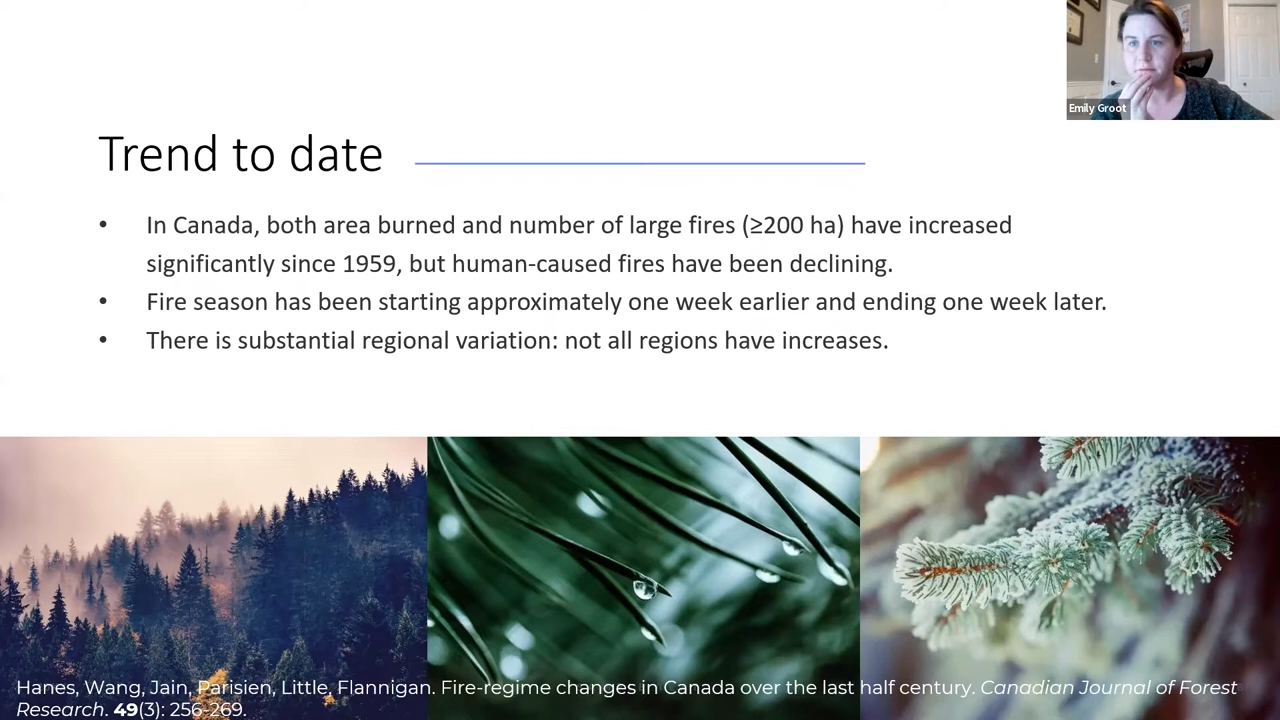 Emily Groot
Trend to date
• In Canada, both area burned and number of large fires (≥200 ha) have increased
significantly since 1959, but human-caused fires have been declining.
• Fire season has been starting approximately one week earlier and ending one week later.
• There is substantial regional variation: not all regions have increases.
Hanes, Wang, Jain, Parisien, Little, Flannigan. Fire-regime changes in Canada over the last half century. Canadian Journal of Forest
Research. 49(3): 256-269.